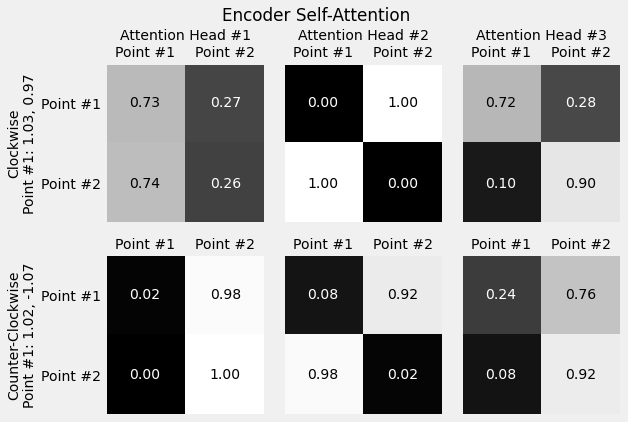 Encoder Self-Attention
Attention Head #1 Attention Head #2 Attention Head #3
Point #1 Point #2 Point #1 Point #2 Point #1 Point #2
Clockwise
Point #1: 1.03, 0.97
Point #1 0.73 0.27 0.00 1.00 0.72 0.28
Point #2 0.74 0.26 1.00 0.00 0.10 0.90
Point #1 Point #2 Point #1 Point #2 Point #1 Point #2
Counter-Clockwise
Point #1: 1.02, -1.07
Point #1 0.02 0.98 0.08 0.92 0.24 0.76
Point #2 0.00 1.00 0.98 0.02 0.08 0.92